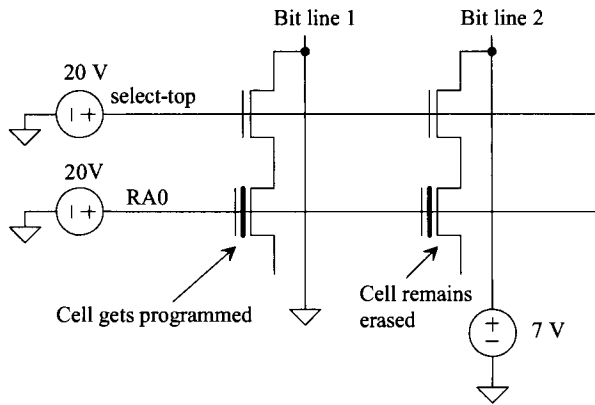 Bit line 1
Bit line 2
20 V
select-top
20V
RA0
Cell gets programmed
Cell remains
erased
7 V